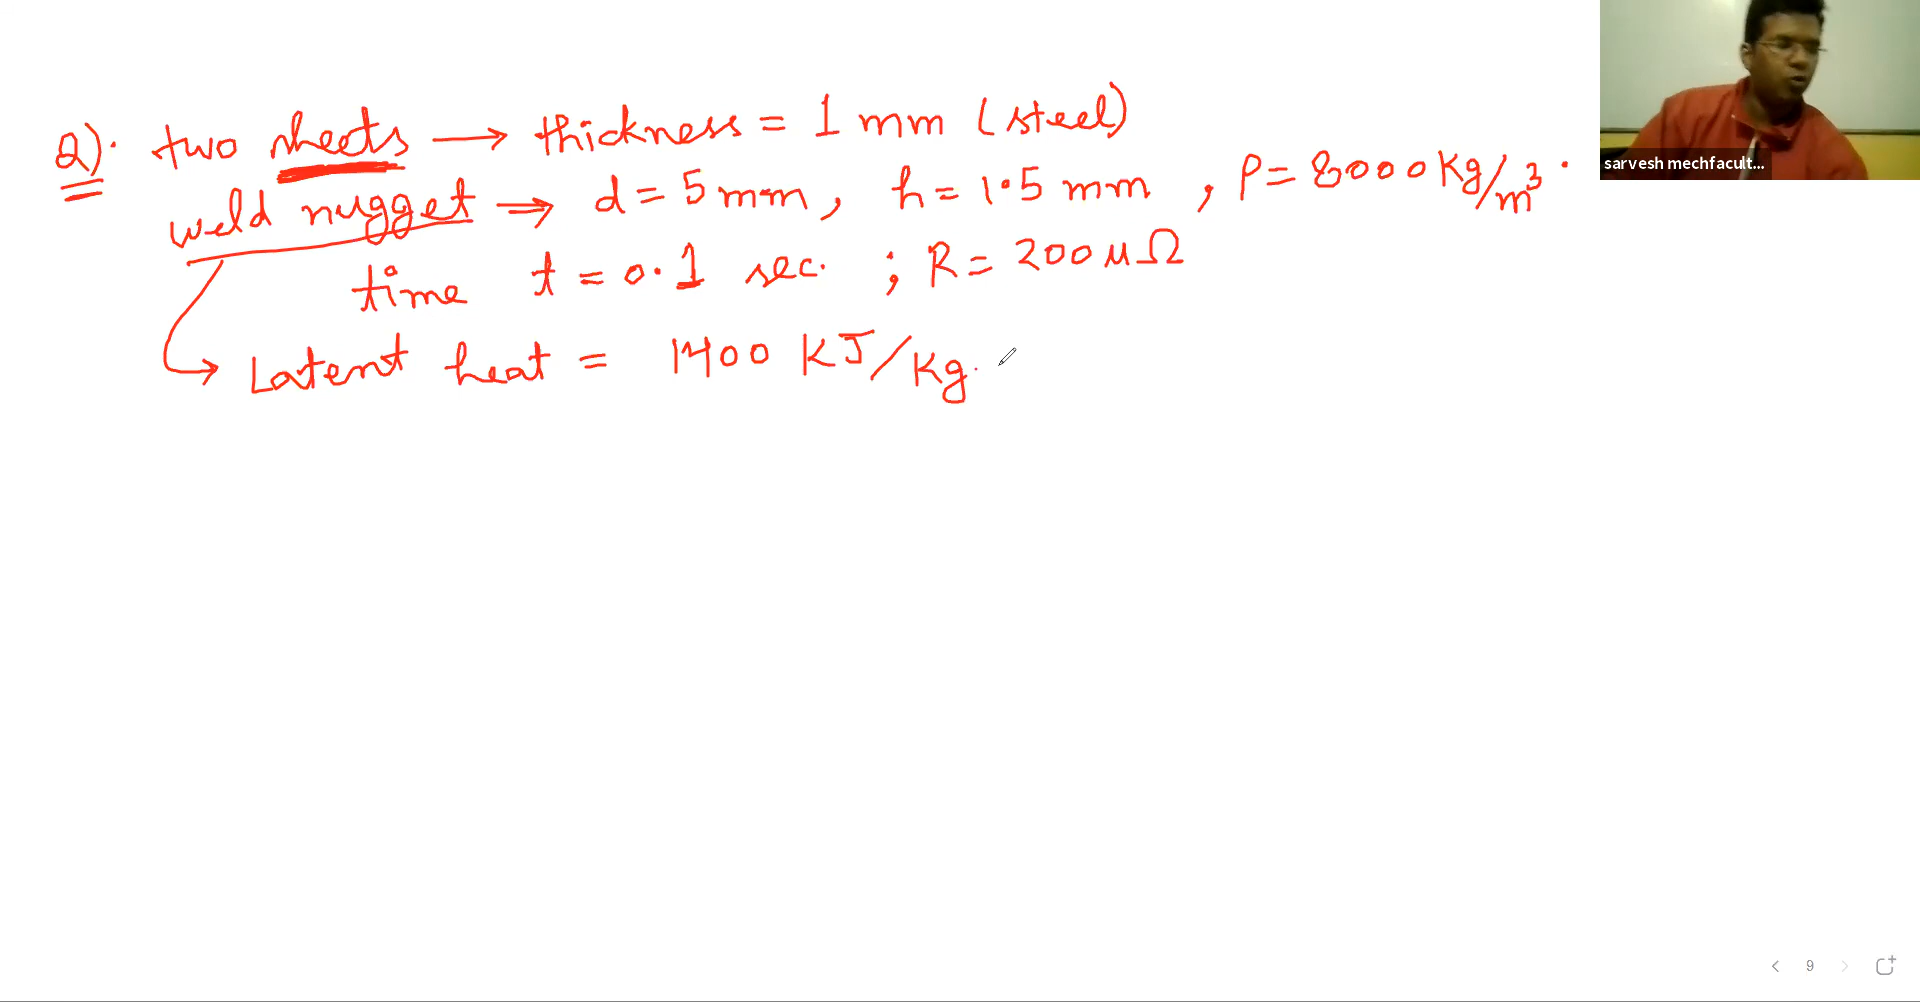 Q). two sheets → thickness = 1 mm (steel)
weld nugget → d = 5 mm, h = 1.5 mm, ρ = 8000 Kg/m³.
time t = 0.1 sec. ; R = 200 μΩ
→ Latent heat = 1400 KJ/Kg.
sarvesh mechfacult...
9